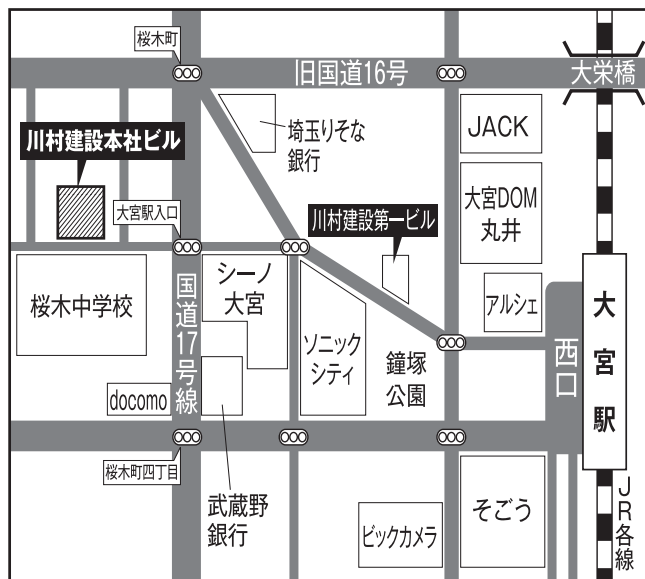 桜木町
旧国道16号
大栄橋
川村建設本社ビル
埼玉りそな
銀行
JACK
大宮DOM
丸井
大宮駅入口
川村建設第一ビル
桜木中学校
国道17号線
シーノ
大宮
ソニック
シティ
鐘塚
公園
アルシェ
西口
大宮駅
docomo
桜木町四丁目
武蔵野
銀行
ビックカメラ
そごう
JR各線